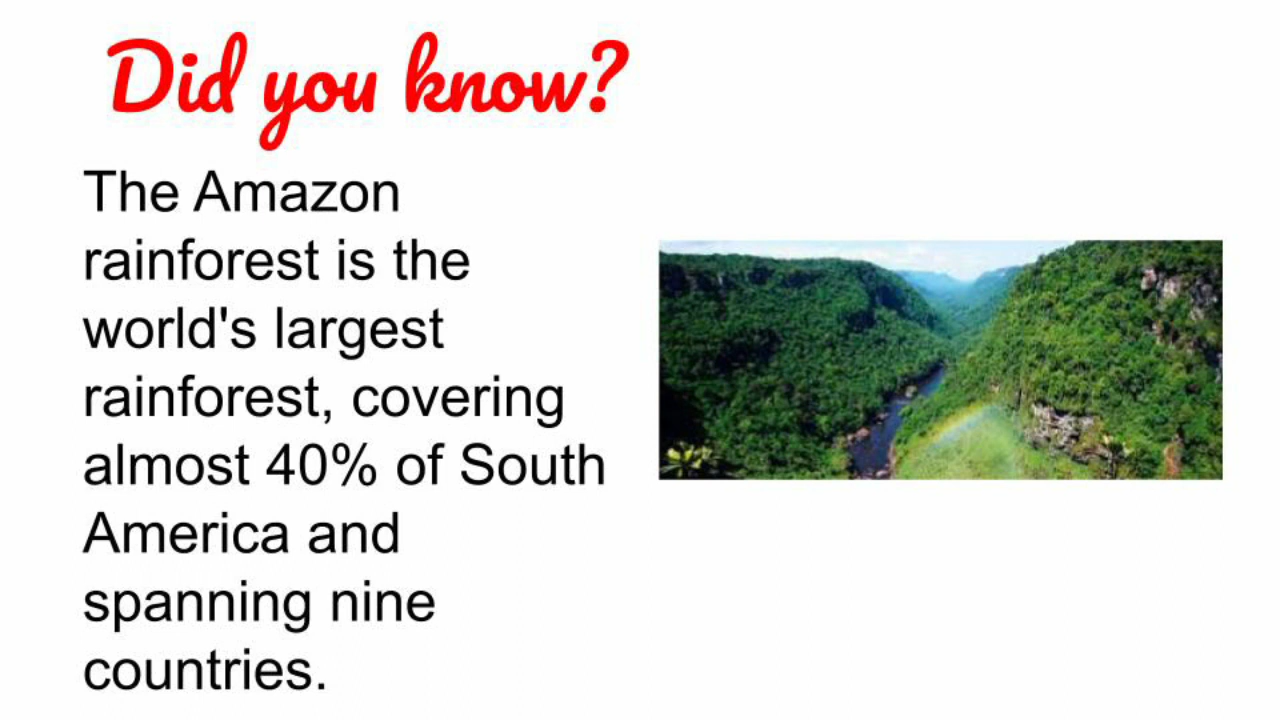 Did you know?
The Amazon
rainforest is the
world's largest
rainforest, covering
almost 40% of South
America and
spanning nine
countries.